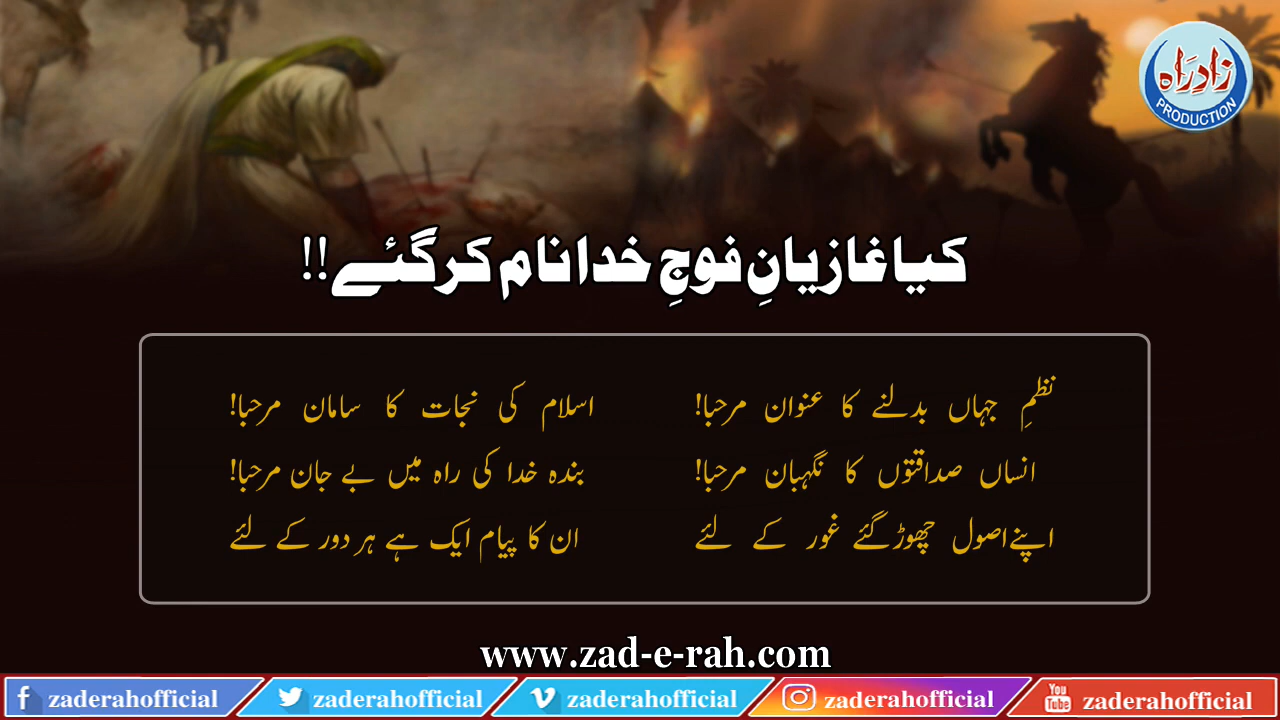 زادِرَاہ
PRODUCTION
کیا غازیانِ فوجِ خدا نام کر گئے!!
نظمِ جہاں بدلنے کا عنوان مرحبا! اسلام کی نجات کا سامان مرحبا!
انساں صداقتوں کا نگہبان مرحبا! بندہ خدا کی راہ میں بے جان مرحبا!
اپنے اصول چھوڑ گئے غور کے لئے ان کا پیام ایک ہے ہر دور کے لئے
www.zad-e-rah.com
zaderahofficial zaderahofficial zaderahofficial zaderahofficial You Tube zaderahofficial